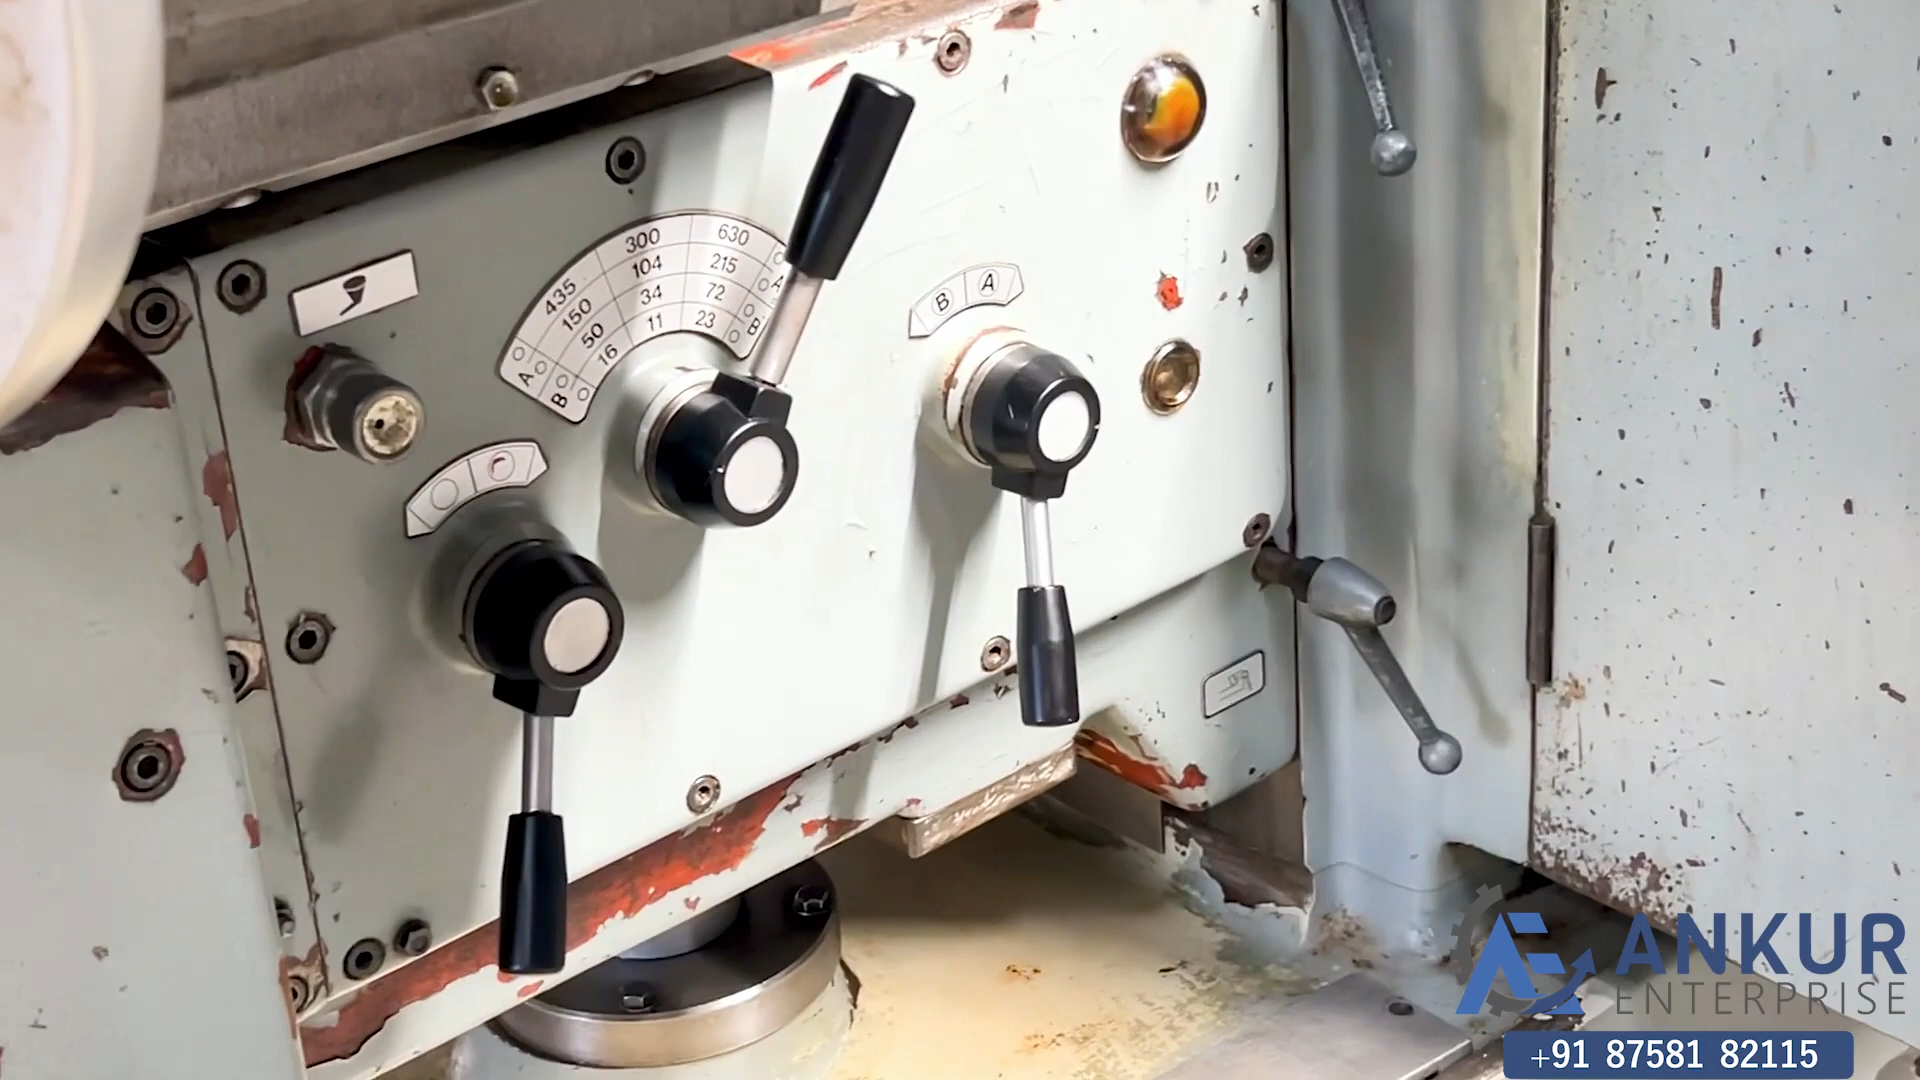 300 630
435 104 215
150 34 72
50 11 23
16
A B
A B
B A
ANKUR
ENTERPRISE
+91 87581 82115